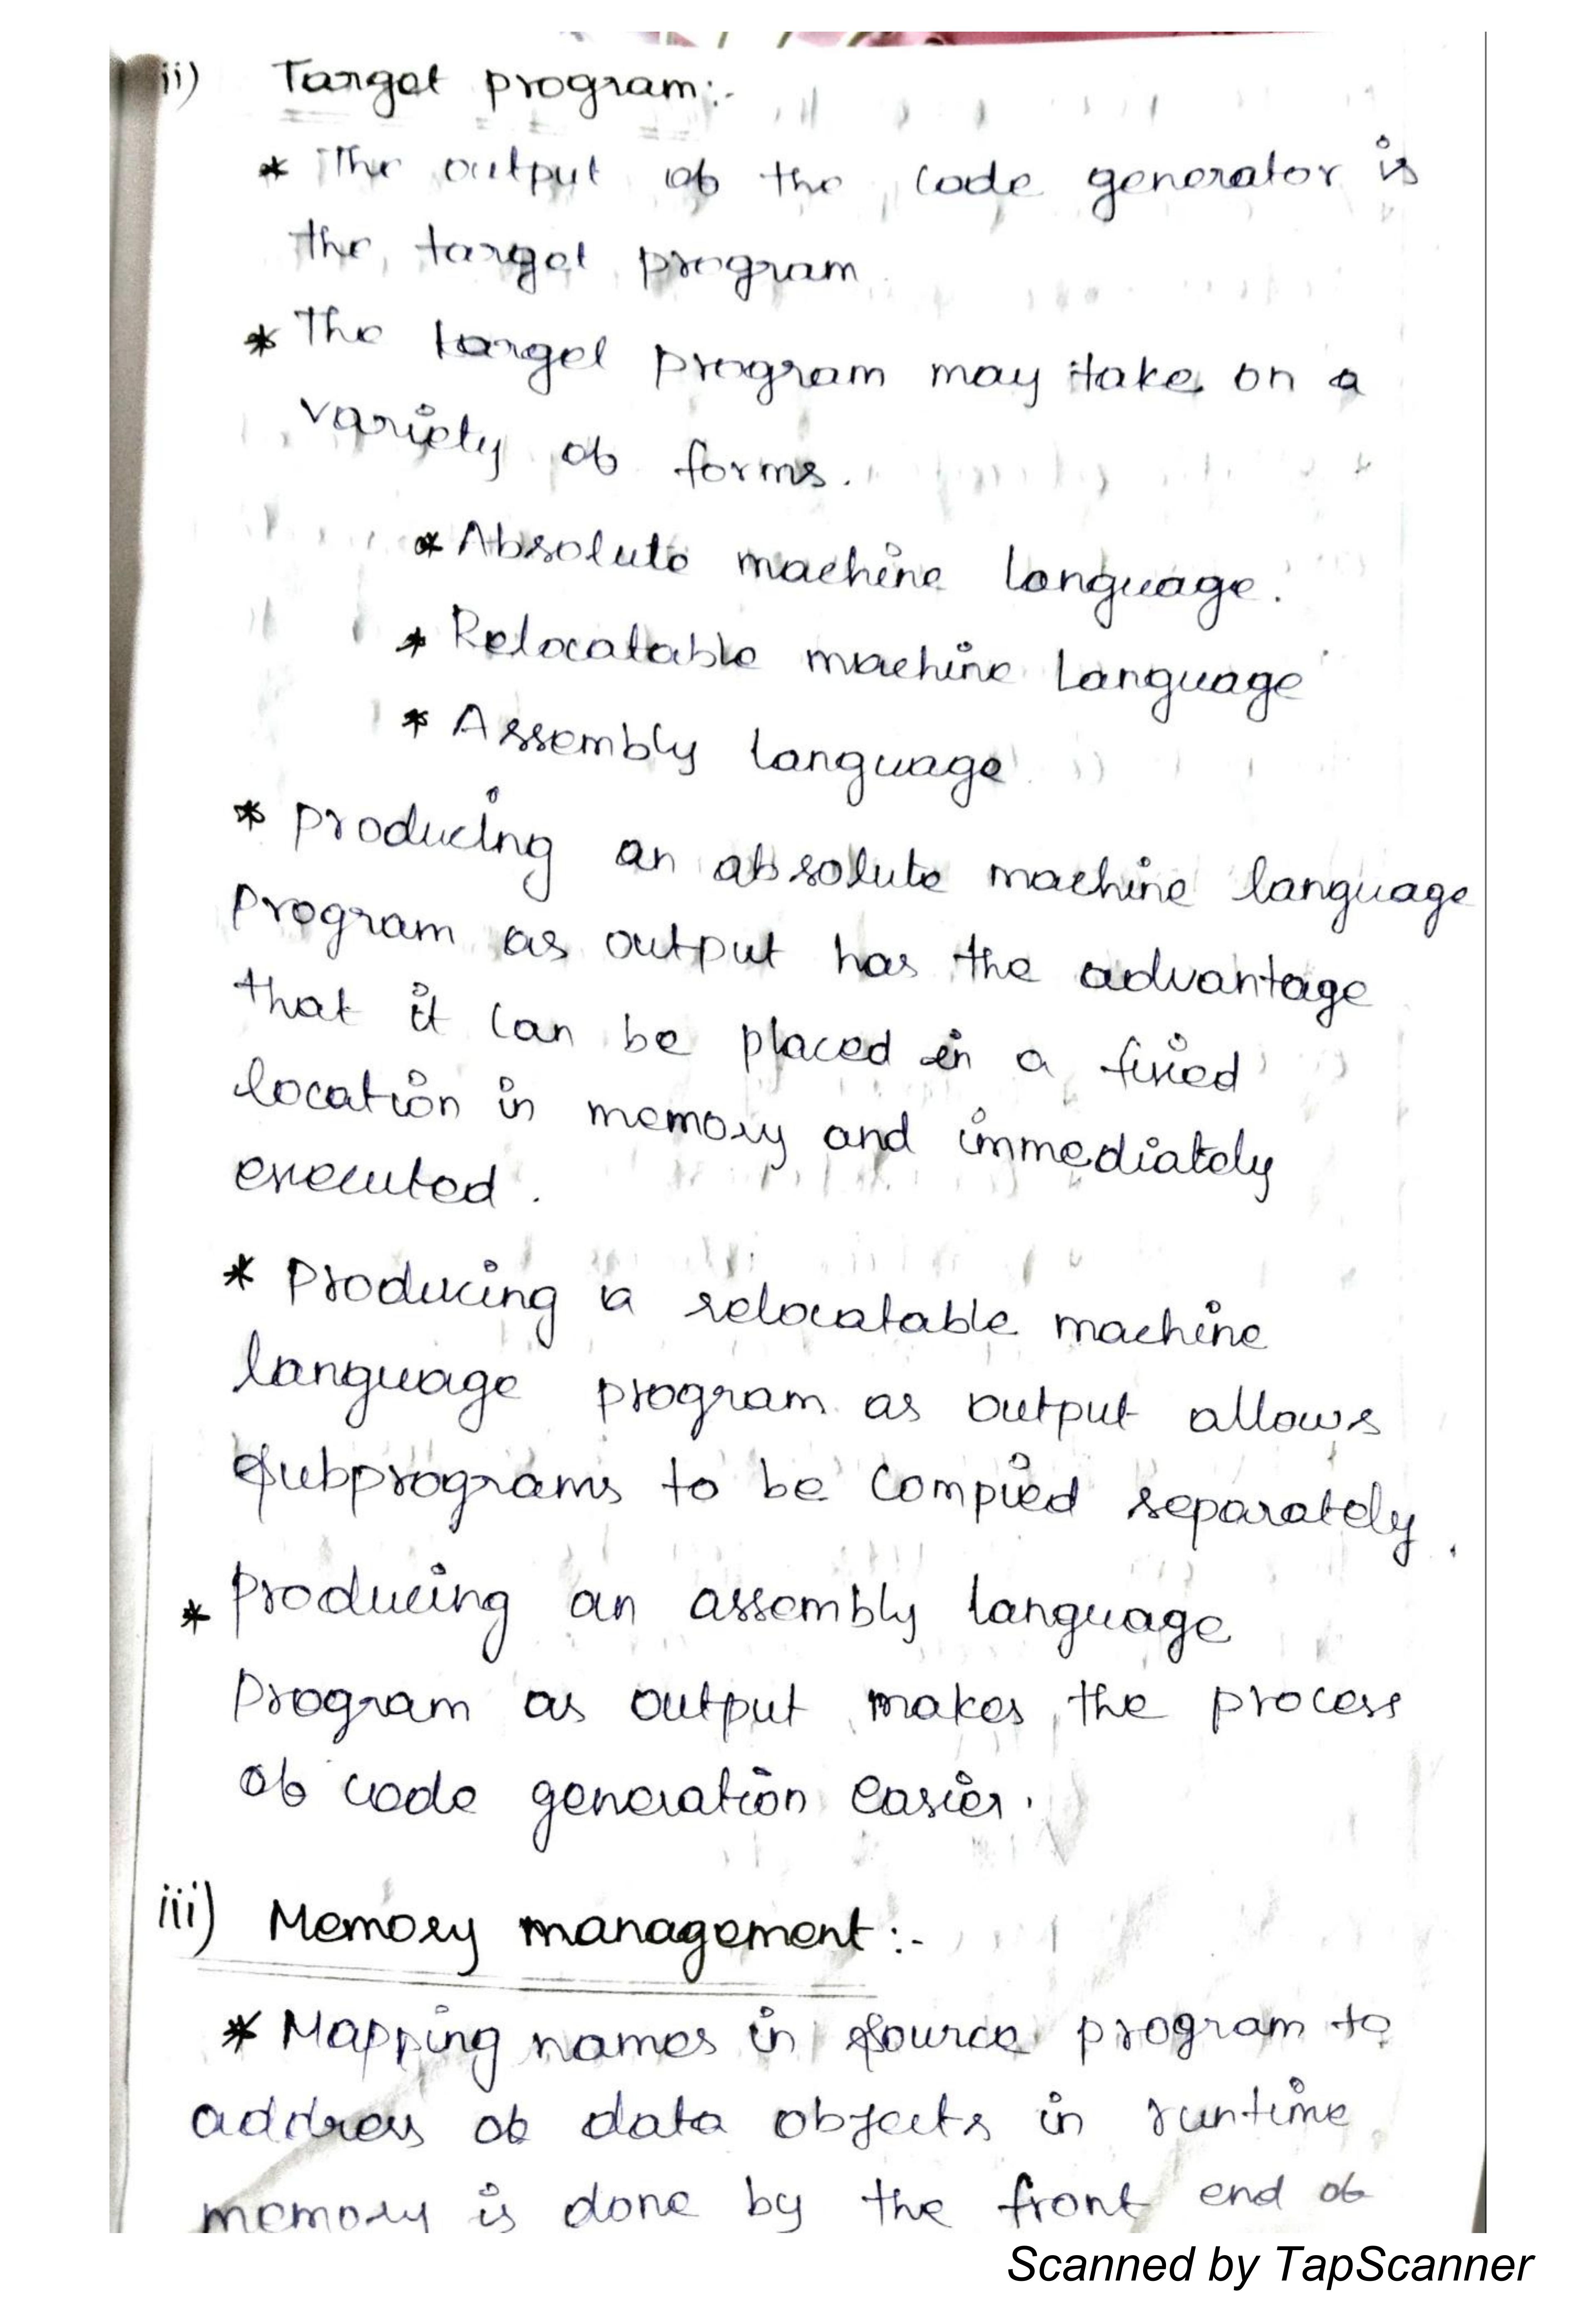 ii) Target program:-
* The output of the code generator is
the target program
* The target program may take on a
variety of forms.
* Absolute machine language.
* Relocatable machine Language
* Assembly language
* producing an absolute machine language
program as output has the advantage
that it can be placed in a fixed
location in memory and immediately
executed.
* Producing a relocatable machine
language program as output allows
subprograms to be compied separately.
* producing an assembly language
program as output makes the process
of code generation easier.
iii) Memory management:-
* Mapping names in source program to
address of data objects in runtime
memory is done by the front end of
Scanned by TapScanner